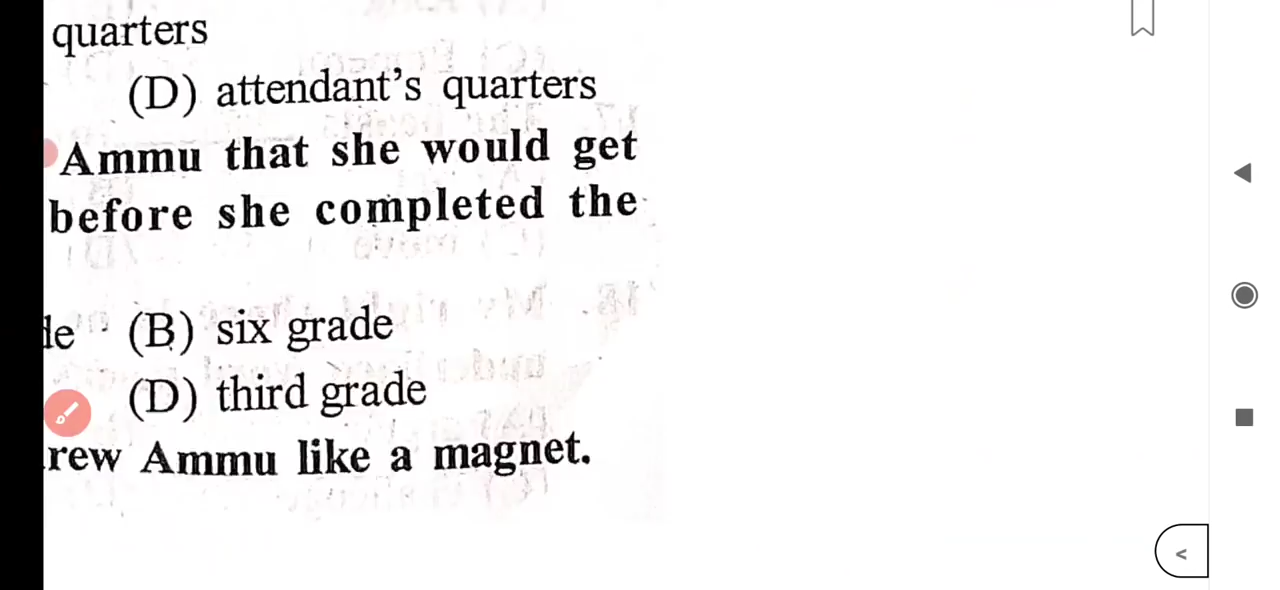 quarters
(D) attendant's quarters
Ammu that she would get
before she completed the
(B) six grade
(D) third grade
rew Ammu like a magnet.